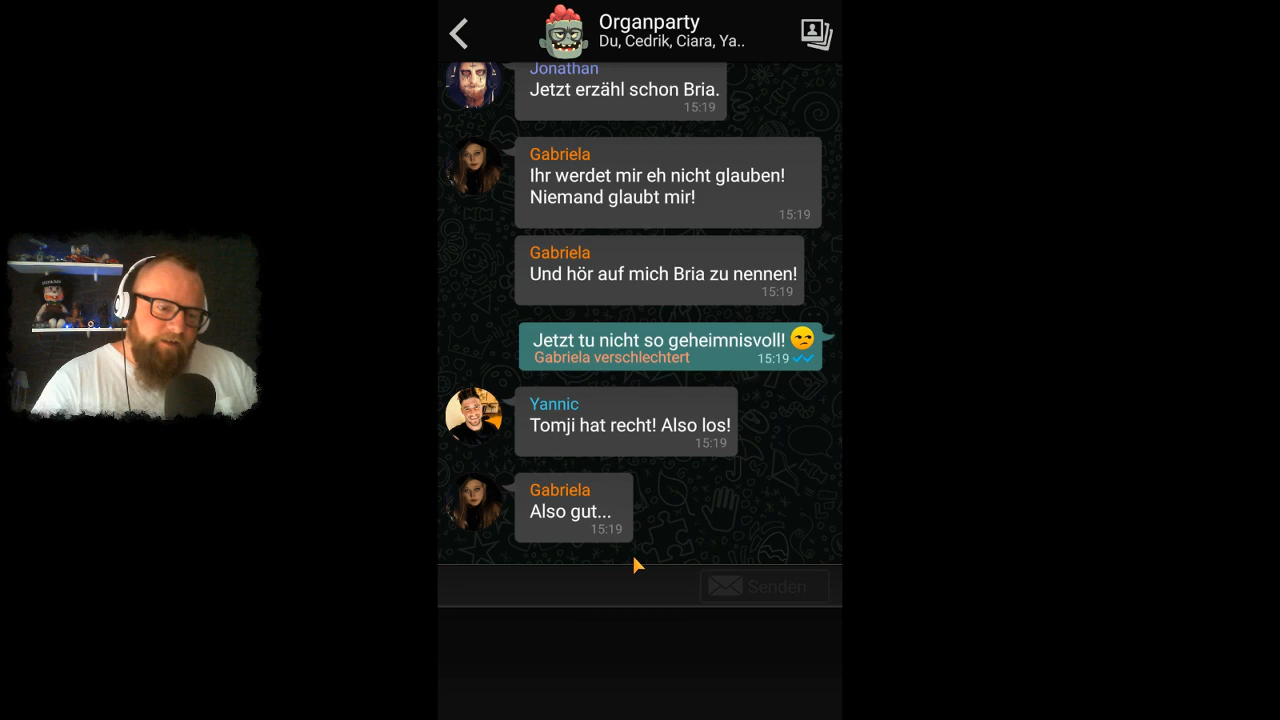 Organparty
Du, Cedrik, Ciara, Ya..
Jonathan
Jetzt erzähl schon Bria.
15:19
Gabriela
Ihr werdet mir eh nicht glauben!
Niemand glaubt mir!
15:19
Gabriela
Und hör auf mich Bria zu nennen!
15:19
Jetzt tu nicht so geheimnisvoll!
Gabriela verschlechtert 15:19
Yannic
Tomji hat recht! Also los!
15:19
Gabriela
Also gut...
15:19
Senden